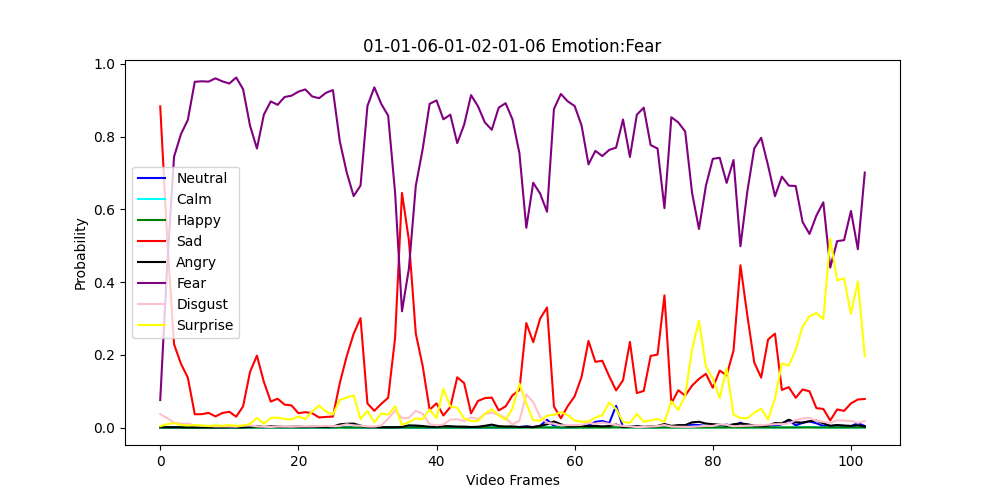 01-01-06-01-02-01-06 Emotion:Fear
1.0
0.8
0.6
0.4
0.2
0.0
Probability
Neutral
Calm
Happy
Sad
Angry
Fear
Disgust
Surprise
0 20 40 60 80 100
Video Frames